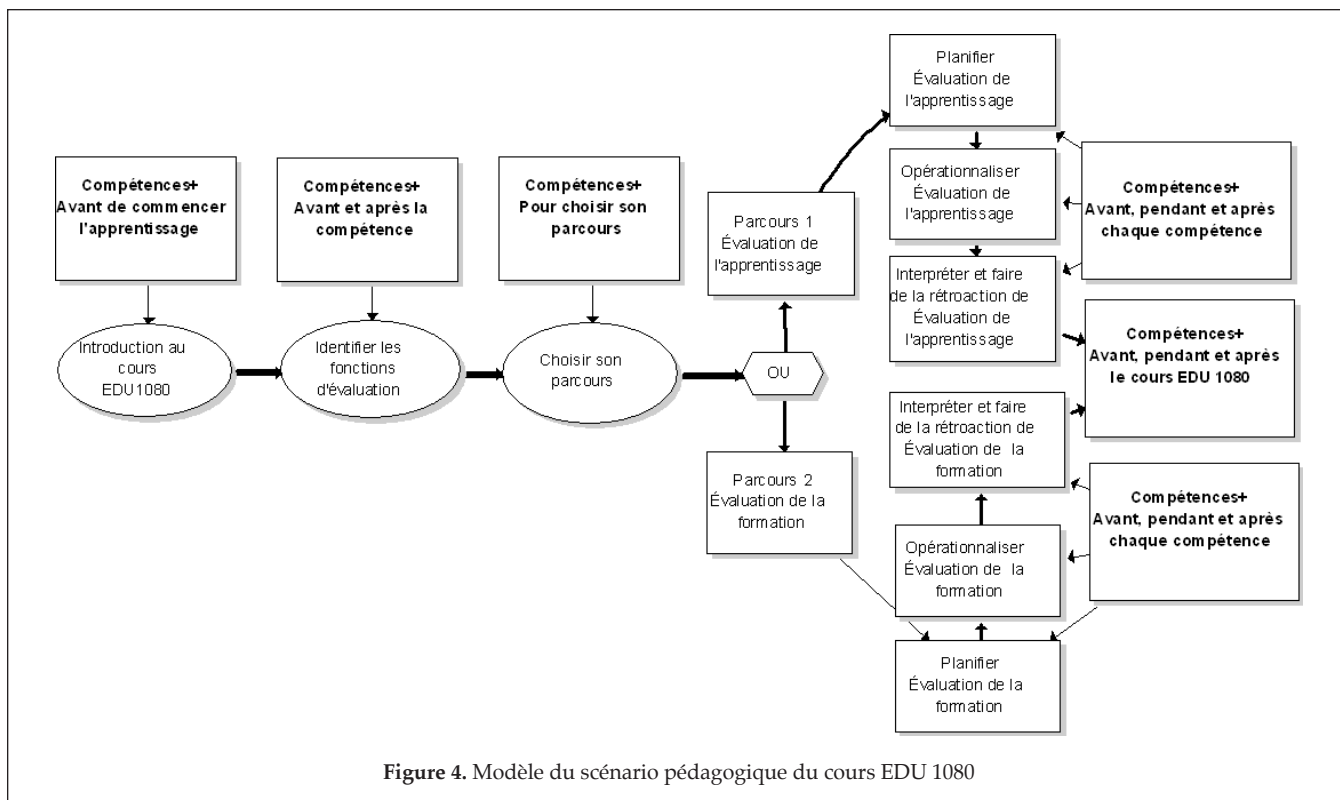 Compétences+
Avant de commencer
l'apprentissage
Compétences+
Avant et après la
compétence
Compétences+
Pour choisir son
parcours
Introduction au
cours
EDU1080
Identifier les
fonctions
d'évaluation
Choisir son
parcours
OU
Parcours 1
Évaluation de
l'apprentissage
Parcours 2
Évaluation de la
formation
Planifier
Évaluation de
l'apprentissage
Opérationnaliser
Évaluation de
l'apprentissage
Interpréter et faire
de la rétroaction de
Évaluation de
l'apprentissage
Compétences+
Avant, pendant et après
chaque compétence
Compétences+
Avant, pendant et après
le cours EDU 1080
Interpréter et faire
de la rétroaction de
Évaluation de la
formation
Opérationnaliser
Évaluation de la
formation
Planifier
Évaluation de la
formation
Compétences+
Avant, pendant et après
chaque compétence
Figure 4. Modèle du scénario pédagogique du cours EDU 1080